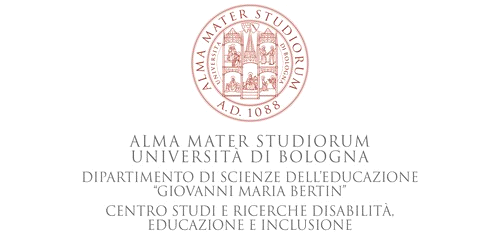 ALMA MATER STUDIORUM
A.D. 1088
UNIVERSITÀ
DI BOLOGNA
ALMA MATER STUDIORUM
UNIVERSITÀ DI BOLOGNA
DIPARTIMENTO DI SCIENZE DELL'EDUCAZIONE
“GIOVANNI MARIA BERTIN”
CENTRO STUDI E RICERCHE DISABILITÀ,
EDUCAZIONE E INCLUSIONE